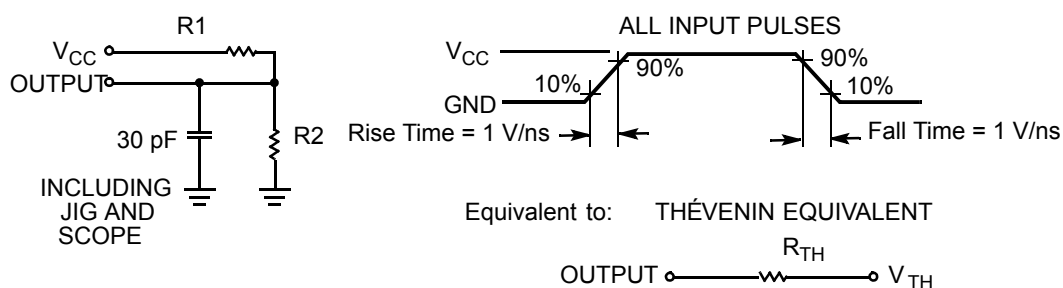 R1
VCC
OUTPUT
30 pF
R2
INCLUDING
JIG AND
SCOPE
ALL INPUT PULSES
VCC
GND
10%
90%
90%
10%
Rise Time = 1 V/ns
Fall Time = 1 V/ns
Equivalent to: THÉVENIN EQUIVALENT
RTH
OUTPUT
VTH